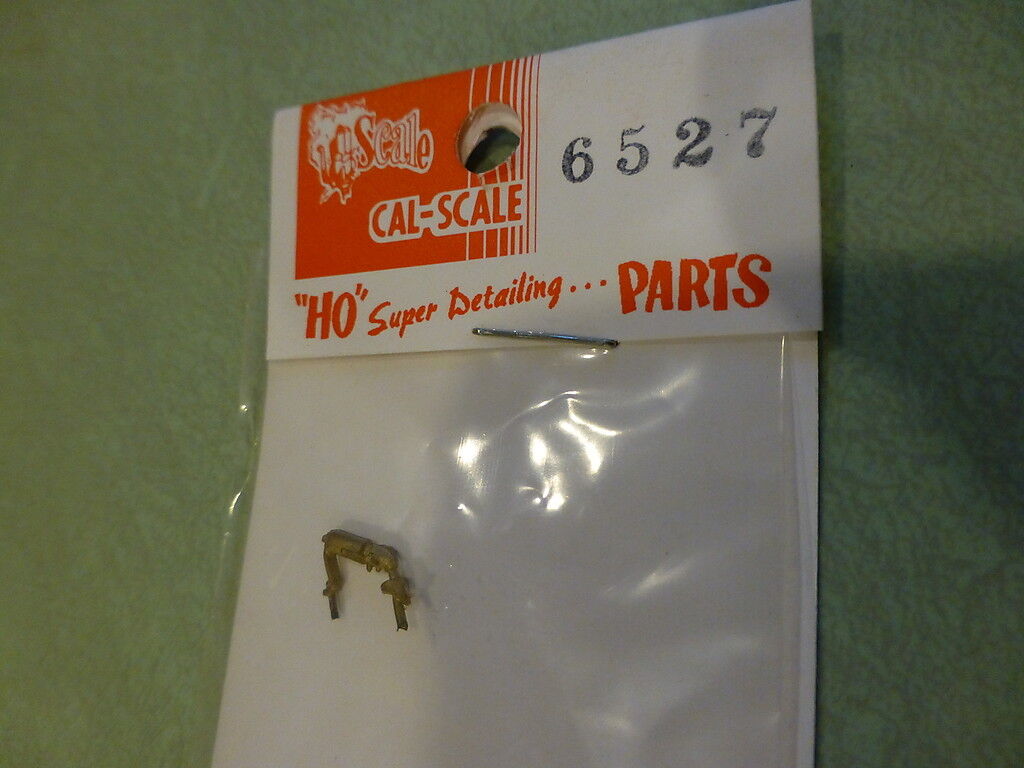 Scale
CAL-SCALE
6527
"HO" Super Detailing... PARTS